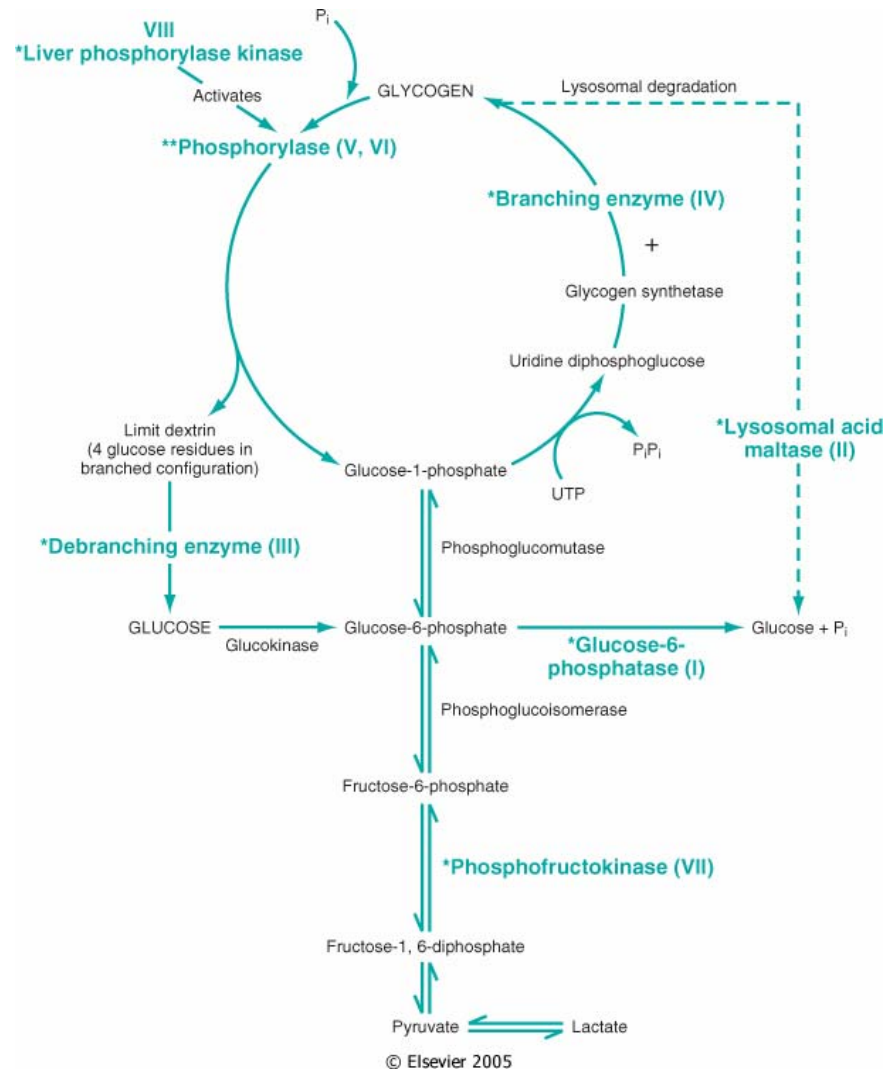 VIII
*Liver phosphorylase kinase
Activates
Pi
GLYCOGEN
Lysosomal degradation
**Phosphorylase (V, VI)
*Branching enzyme (IV)
+
Glycogen synthetase
Uridine diphosphoglucose
Limit dextrin
(4 glucose residues in
branched configuration)
Glucose-1-phosphate
PiPi
UTP
*Lysosomal acid
maltase (II)
*Debranching enzyme (III)
Phosphoglucomutase
GLUCOSE
Glucokinase
Glucose-6-phosphate
*Glucose-6-
phosphatase (I)
Glucose + Pi
Phosphoglucoisomerase
Fructose-6-phosphate
*Phosphofructokinase (VII)
Fructose-1, 6-diphosphate
Pyruvate
Lactate
© Elsevier 2005